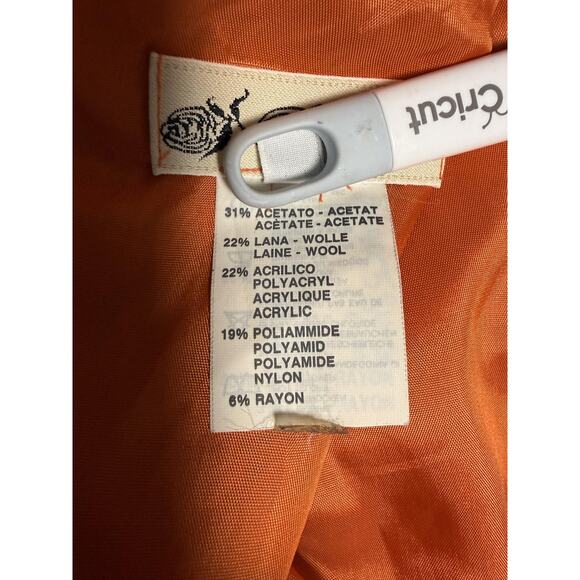 Cricut
31% ACETATO - ACETAT
ACÉTATE - ACETATE
22% LANA - WOLLE
LAINE - WOOL
22% ACRILICO
POLYACRYL
ACRYLIQUE
ACRYLIC
19% POLIAMMIDE
POLYAMID
POLYAMIDE
NYLON
6% RAYON